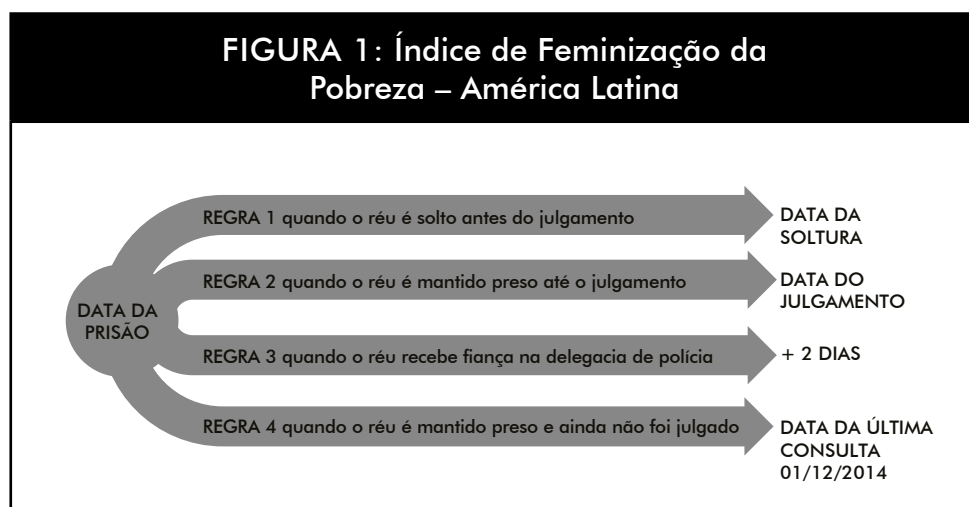 FIGURA 1: Índice de Feminização da
Pobreza – América Latina
DATA DA
PRISÃO
REGRA 1 quando o réu é solto antes do julgamento
DATA DA
SOLTURA
REGRA 2 quando o réu é mantido preso até o julgamento
DATA DO
JULGAMENTO
REGRA 3 quando o réu recebe fiança na delegacia de polícia
+ 2 DIAS
REGRA 4 quando o réu é mantido preso e ainda não foi julgado
DATA DA ÚLTIMA
CONSULTA
01/12/2014